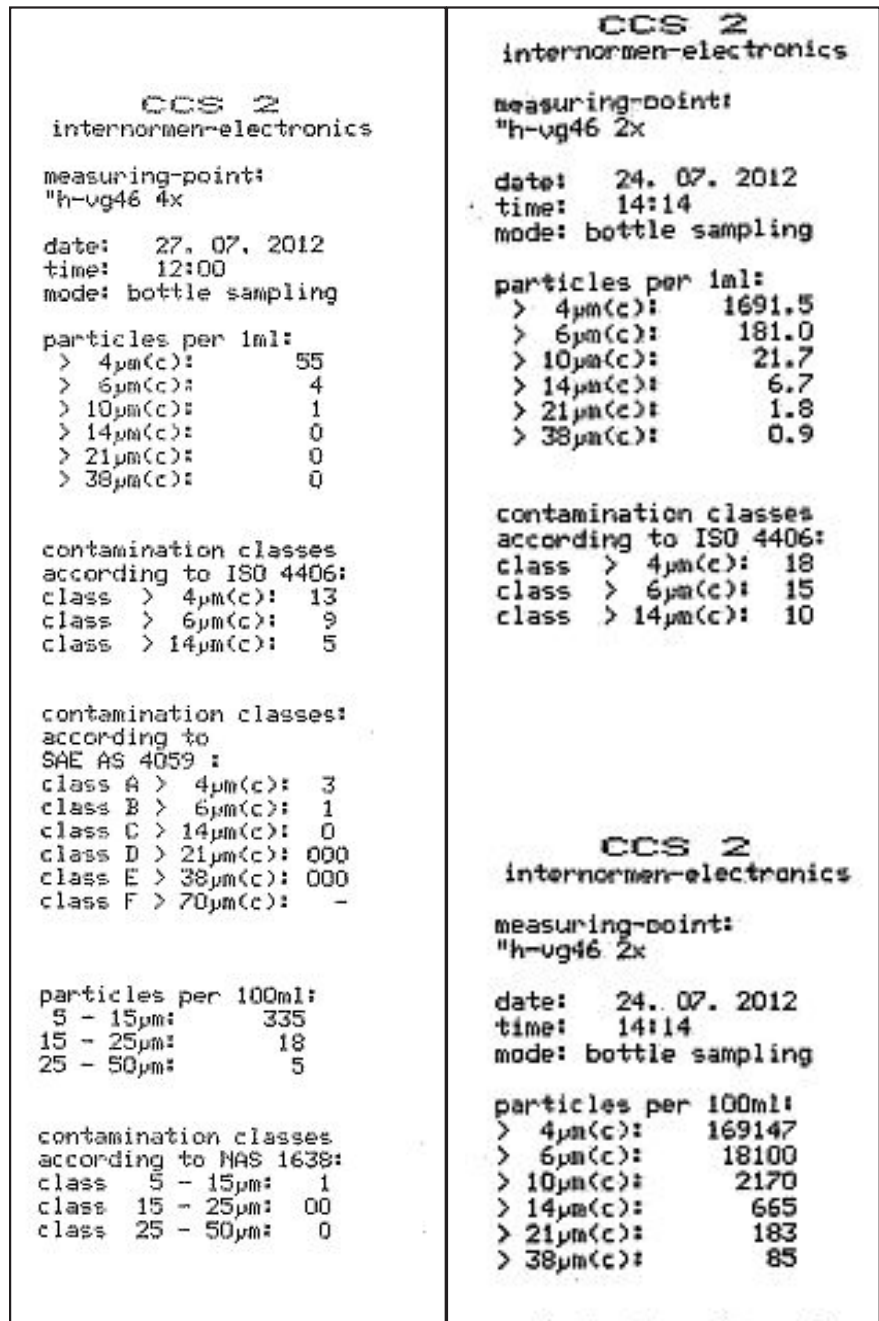 CCS 2
internormen-electronics
measuring-point:
"h-vg46 4x
date: 27. 07. 2012
time: 12:00
mode: bottle sampling
particles per 1ml:
> 4µm(c): 55
> 6µm(c): 4
> 10µm(c): 1
> 14µm(c): 0
> 21µm(c): 0
> 38µm(c): 0
contamination classes
according to ISO 4406:
class > 4µm(c): 13
class > 6µm(c): 9
class > 14µm(c): 5
contamination classes:
according to
SAE AS 4059 :
class A > 4µm(c): 3
class B > 6µm(c): 1
class C > 14µm(c): 0
class D > 21µm(c): 000
class E > 38µm(c): 000
class F > 70µm(c): -
particles per 100ml:
5 - 15µm: 335
15 - 25µm: 18
25 - 50µm: 5
contamination classes
according to NAS 1638:
class 5 - 15µm: 1
class 15 - 25µm: 00
class 25 - 50µm: 0
CCS 2
internormen-electronics
measuring-point:
"h-vg46 2x
date: 24. 07. 2012
time: 14:14
mode: bottle sampling
particles per 1ml:
> 4µm(c): 1691.5
> 6µm(c): 181.0
> 10µm(c): 21.7
> 14µm(c): 6.7
> 21µm(c): 1.8
> 38µm(c): 0.9
contamination classes
according to ISO 4406:
class > 4µm(c): 18
class > 6µm(c): 15
class > 14µm(c): 10
CCS 2
internormen-electronics
measuring-point:
"h-vg46 2x
date: 24. 07. 2012
time: 14:14
mode: bottle sampling
particles per 100ml:
> 4µm(c): 169147
> 6µm(c): 18100
> 10µm(c): 2170
> 14µm(c): 665
> 21µm(c): 183
> 38µm(c): 85